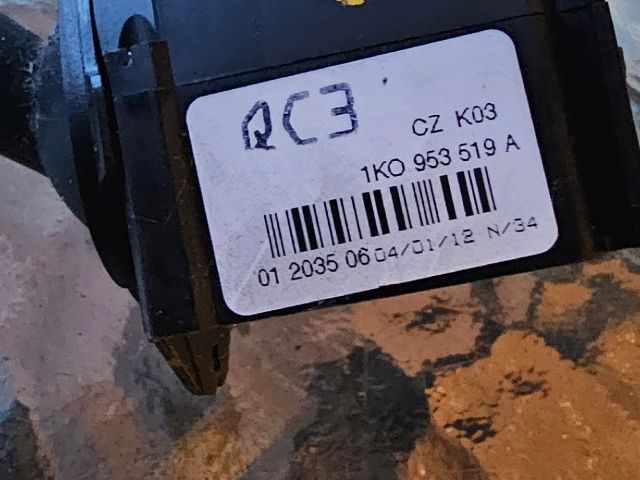 QC3
CZ K03
1K0 953 519 A
01 2035 06 04/01/12 N/34